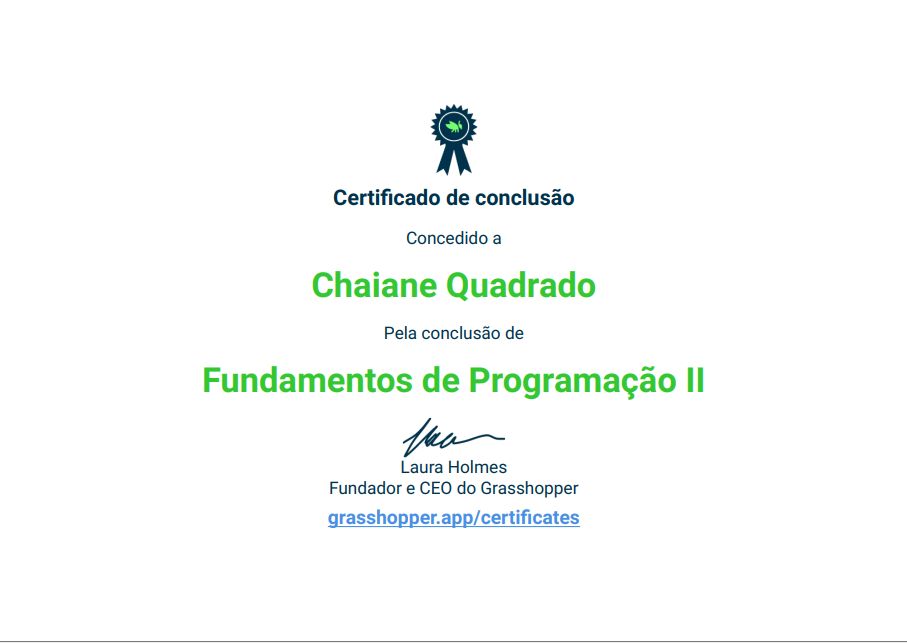 Certificado de conclusão
Concedido a
Chaiane Quadrado
Pela conclusão de
Fundamentos de Programação II
Laura Holmes
Fundador e CEO do Grasshopper
grasshopper.app/certificates